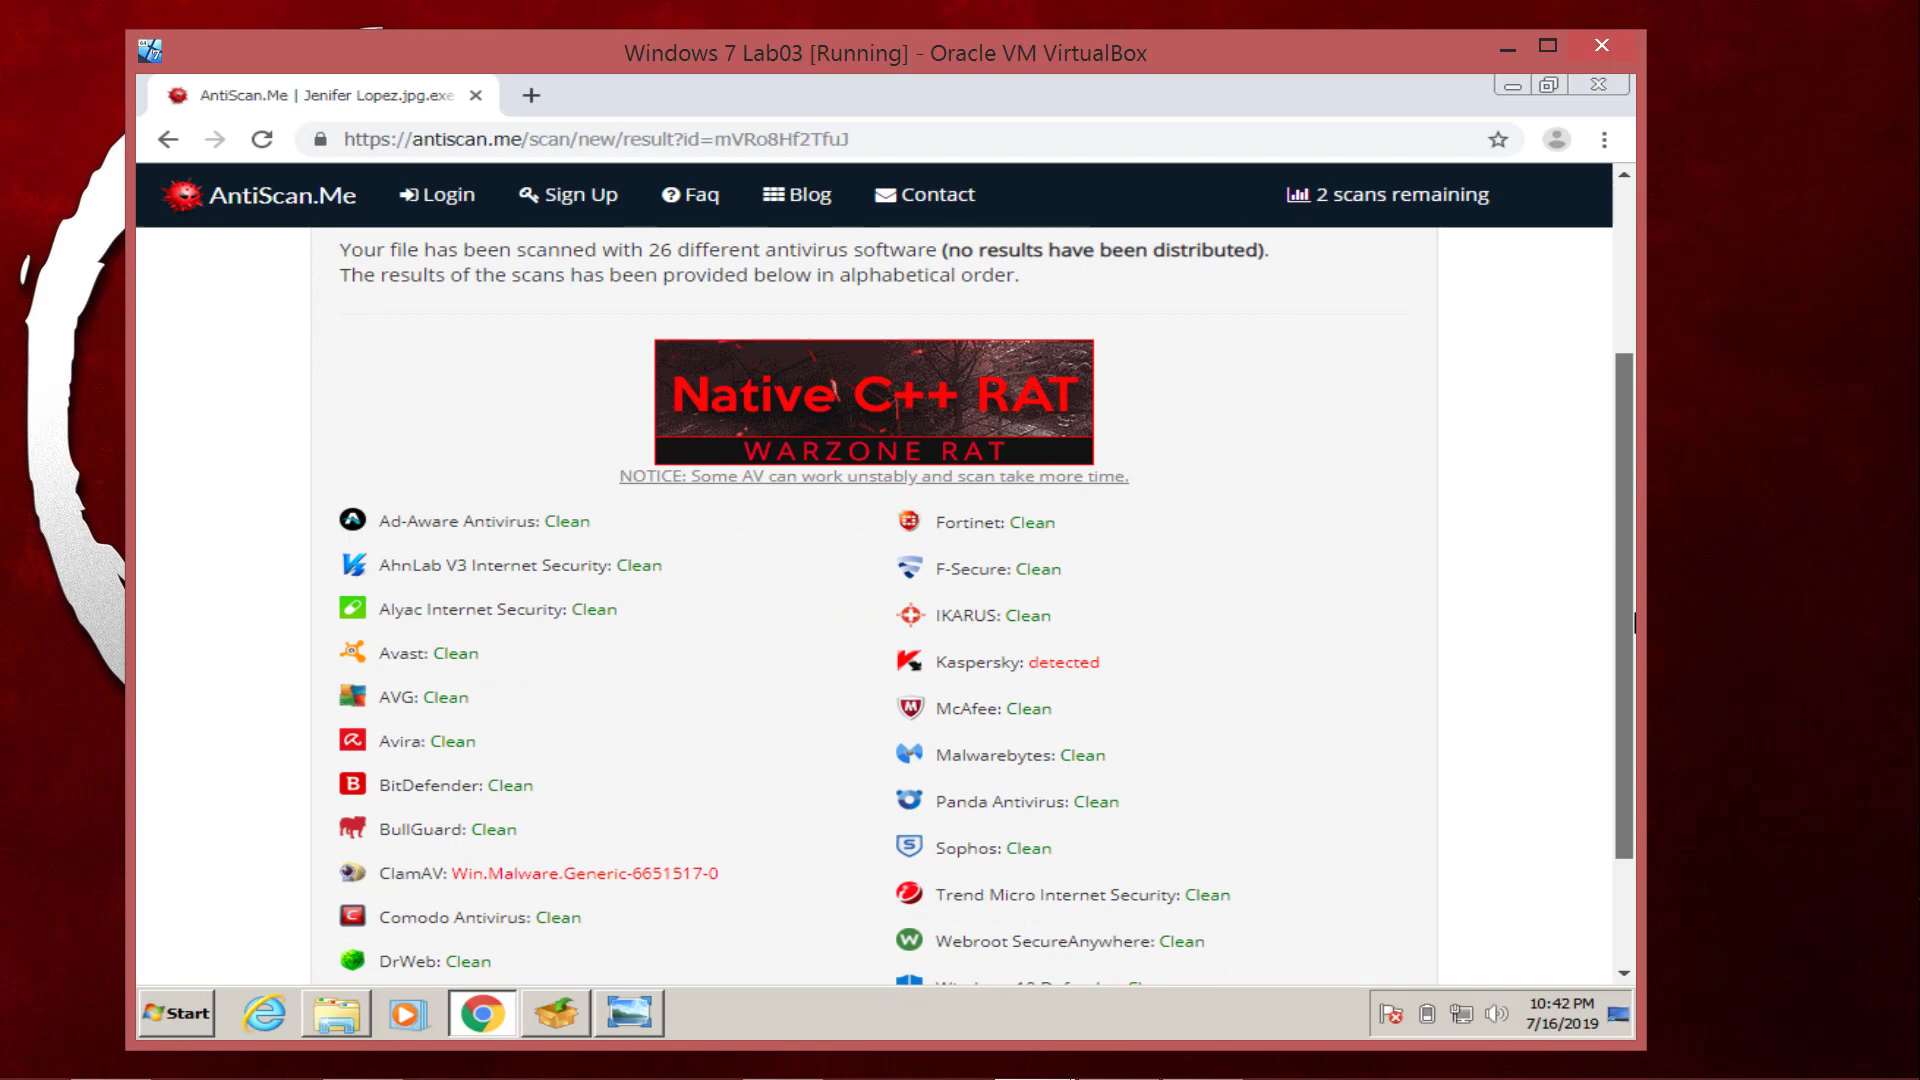 Windows 7 Lab03 [Running] - Oracle VM VirtualBox
AntiScan.Me | Jenifer Lopez.jpg.exe
https://antiscan.me/scan/new/result?id=mVRo8Hf2TfuJ
AntiScan.Me Login Sign Up Faq Blog Contact 2 scans remaining
Your file has been scanned with 26 different antivirus software (no results have been distributed).
The results of the scans has been provided below in alphabetical order.
Native C++ RAT
WARZONE RAT
NOTICE: Some AV can work unstably and scan take more time.
Ad-Aware Antivirus: Clean
AhnLab V3 Internet Security: Clean
Alyac Internet Security: Clean
Avast: Clean
AVG: Clean
Avira: Clean
BitDefender: Clean
BullGuard: Clean
ClamAV: Win.Malware.Generic-6651517-0
Comodo Antivirus: Clean
DrWeb: Clean
Fortinet: Clean
F-Secure: Clean
IKARUS: Clean
Kaspersky: detected
McAfee: Clean
Malwarebytes: Clean
Panda Antivirus: Clean
Sophos: Clean
Trend Micro Internet Security: Clean
Webroot SecureAnywhere: Clean
Start
10:42 PM
7/16/2019